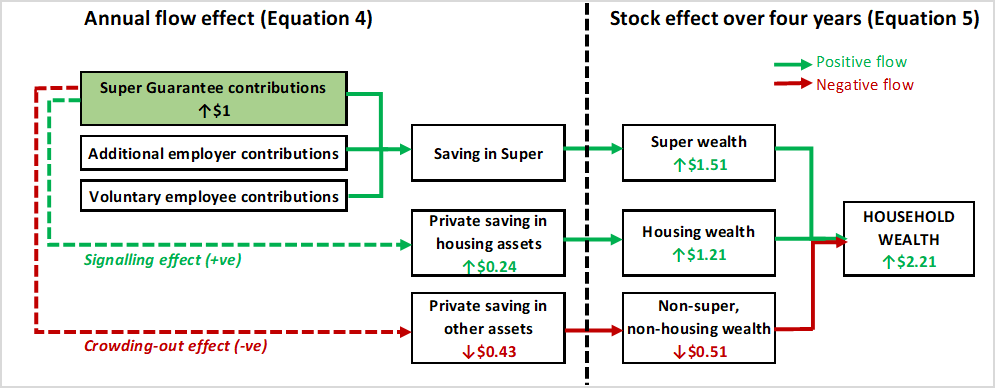 Annual flow effect (Equation 4)
Stock effect over four years (Equation 5)
Positive flow
Negative flow
Super Guarantee contributions
↑$1
Additional employer contributions
Voluntary employee contributions
Saving in Super
Super wealth
↑$1.51
Private saving in
housing assets
↑$0.24
Housing wealth
↑$1.21
HOUSEHOLD
WEALTH
↑$2.21
Signalling effect (+ve)
Private saving in
other assets
↓$0.43
Non-super,
non-housing wealth
↓$0.51
Crowding-out effect (-ve)